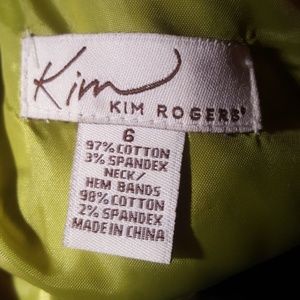 Kim
KIM ROGERS®
6
97% COTTON
3% SPANDEX
NECK/
HEM BANDS
98% COTTON
2% SPANDEX
MADE IN CHINA